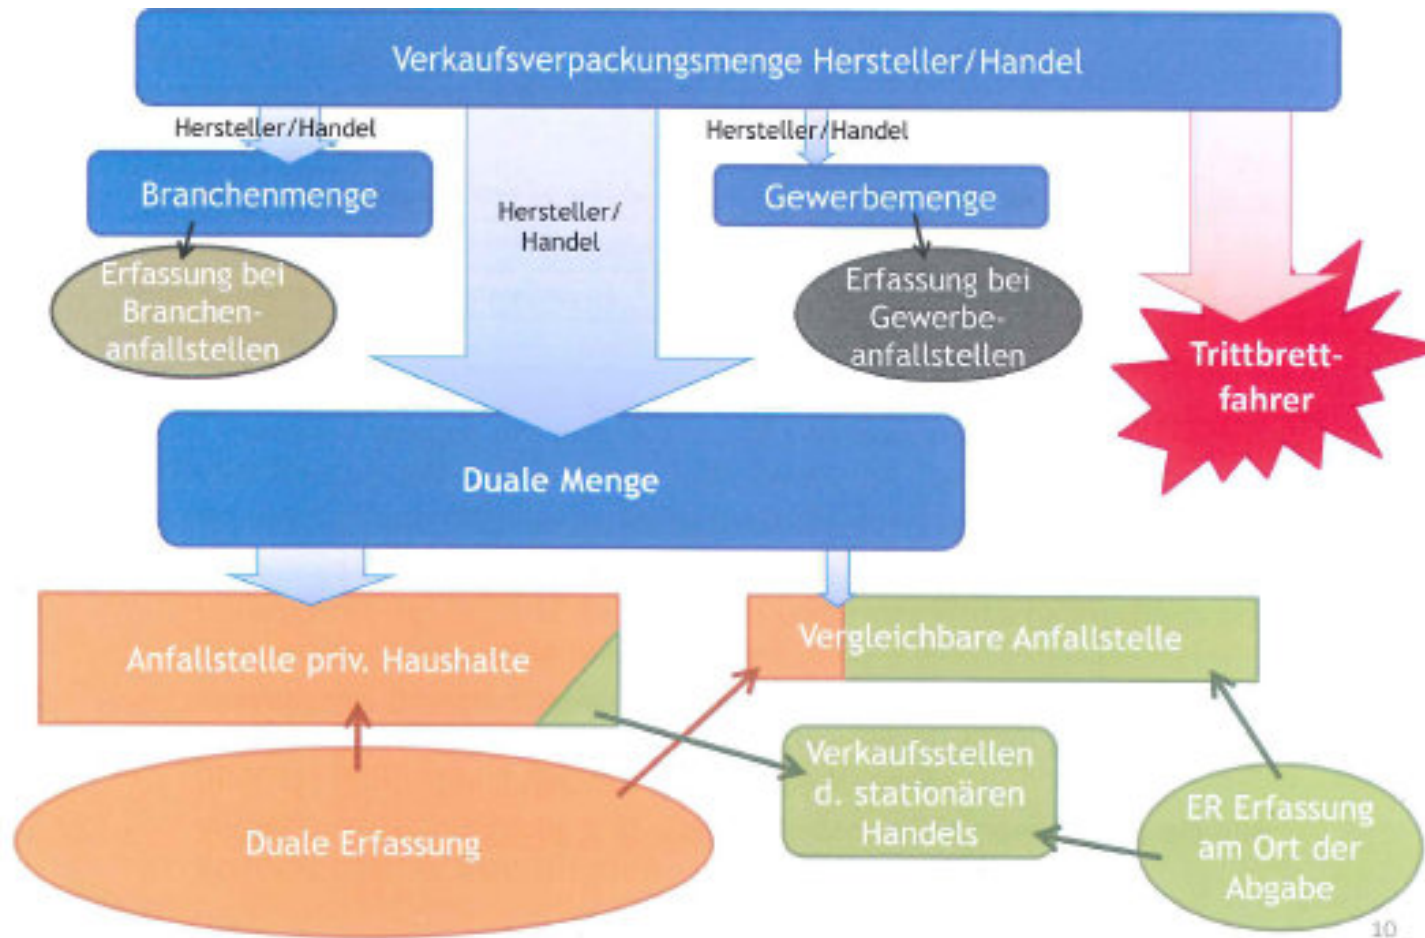 Verkaufsverpackungsmenge Hersteller/Handel
Hersteller/Handel
Hersteller/Handel
Branchenmenge
Hersteller/
Handel
Gewerbemenge
Erfassung bei
Branchen-
anfallstellen
Erfassung bei
Gewerbe-
anfallstellen
Trittbrett-
fahrer
Duale Menge
Anfallstelle priv. Haushalte
Vergleichbare Anfallstelle
Verkaufsstellen
d. stationären
Handels
Duale Erfassung
ER Erfassung
am Ort der
Abgabe
10